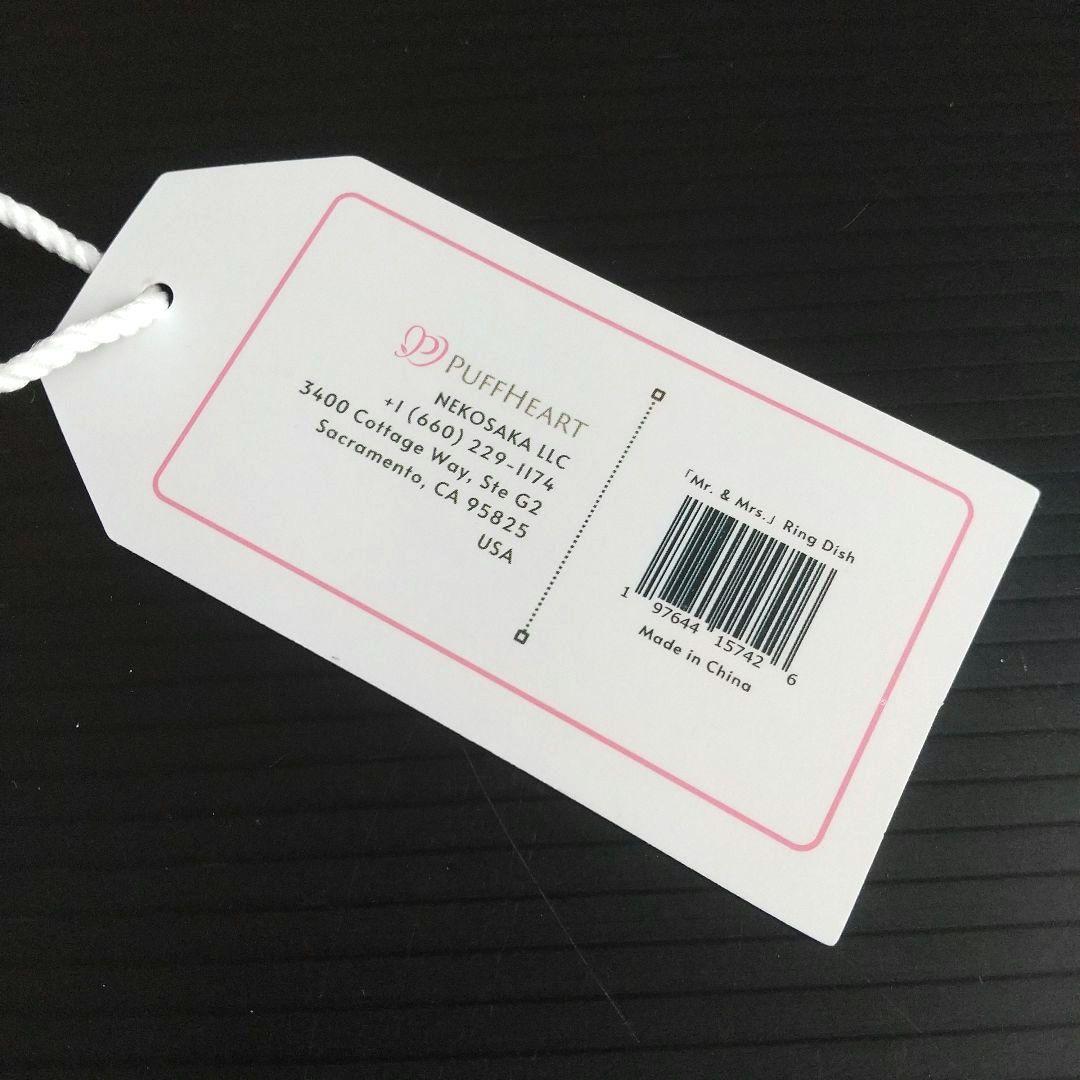 PUFFHEART
NEKOSAKA LLC
+1 (660) 229-1174
3400 Cottage Way, Ste G2
Sacramento, CA 95825
USA
「Mr. & Mrs.」 Ring Dish
1 97644 15742 6
Made in China